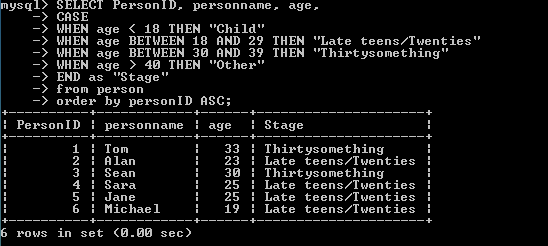 mysql> SELECT PersonID, personname, age,
-> CASE
-> WHEN age < 18 THEN "Child"
-> WHEN age BETWEEN 18 AND 29 THEN "Late teens/Twenties"
-> WHEN age BETWEEN 30 AND 39 THEN "Thirtysomething"
-> WHEN age > 40 THEN "Other"
-> END as "Stage"
-> from person
-> order by personID ASC;
+----------+------------+------+---------------------+
| PersonID | personname | age | Stage |
+----------+------------+------+---------------------+
| 1 | Tom | 33 | Thirtysomething |
| 2 | Alan | 23 | Late teens/Twenties |
| 3 | Sean | 30 | Thirtysomething |
| 4 | Sara | 25 | Late teens/Twenties |
| 5 | Jane | 25 | Late teens/Twenties |
| 6 | Michael | 19 | Late teens/Twenties |
+----------+------------+------+---------------------+
6 rows in set (0.00 sec)